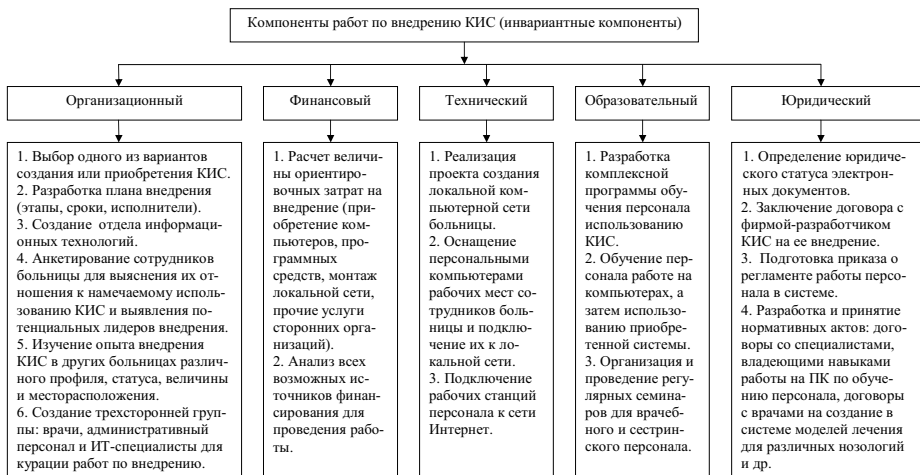 Компоненты работ по внедрению КИС (инвариантные компоненты)
Организационный
Финансовый
Технический
Образовательный
Юридический
1. Выбор одного из вариантов
создания или приобретения КИС.
2. Разработка плана внедрения
(этапы, сроки, исполнители).
3. Создание отдела информаци-
онных технологий.
4. Анкетирование сотрудников
больницы для выяснения их от-
ношения к намечаемому исполь-
зованию КИС и выявления по-
тенциальных лидеров внедрения.
5. Изучение опыта внедрения
КИС в других больницах различ-
ного профиля, статуса, величины
и месторасположения.
6. Создание трехсторонней груп-
пы: врачи, административный
персонал и ИТ-специалисты для
курации работ по внедрению.
1. Расчет величи-
ны ориентиро-
вочных затрат на
внедрение (при-
обретение ком-
пьютеров, про-
граммных
средств, монтаж
локальной сети,
прочие услуги
сторонних орга-
низаций).
2. Анализ всех
возможных ис-
точников финан-
сирования для
проведения рабо-
ты.
1. Реализация
проекта создания
локальной ком-
пьютерной сети
больницы.
2. Оснащение
персональными
компьютерами
рабочих мест со-
трудников боль-
ницы и подключе-
ние их к ло-
кальной сети.
3. Подключение
рабочих станций
персонала к сети
Интернет.
1. Разработка
комплексной
программы обу-
чения персонала
использованию
КИС.
2. Обучение пер-
сонала работе на
компьютерах, а
затем исполь-
зованию приобре-
тенной системы.
3. Организация и
проведение регу-
лярных семина-
ров для врачебно-
го и сестрин-
ского персонала.
1. Определение юриди-
ческого статуса электрон-
ных документов.
2. Заключение договора с
фирмой-разработчиком
КИС на ее внедрение.
3. Подготовка приказа о
регламенте работы персо-
нала в системе.
4. Разработка и принятие
нормативных актов: дого-
воры со специалистами,
владеющими навыками
работы на ПК по обуче-
нию персонала, договоры
с врачами на создание в
системе моделей лечения
для различных нозологий
и др.